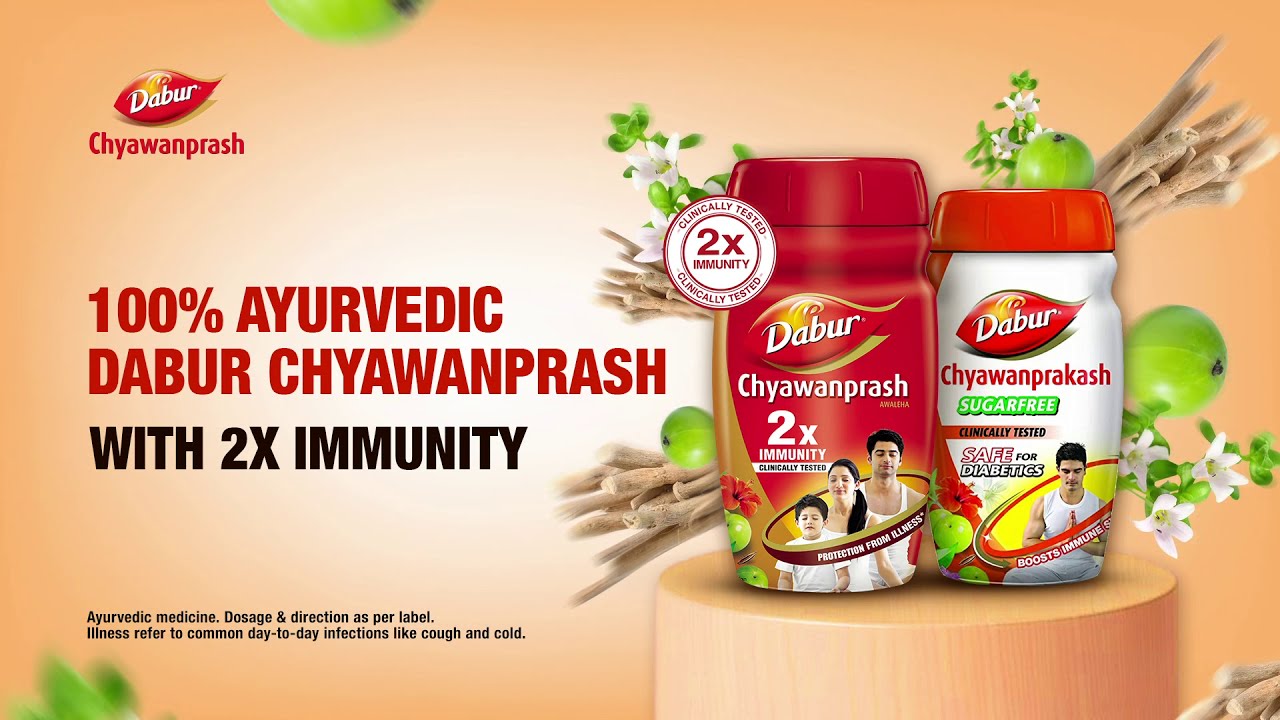 Dabur
Chyawanprash
100% AYURVEDIC
DABUR CHYAWANPRASH
WITH 2X IMMUNITY
Ayurvedic medicine. Dosage & direction as per label.
Illness refer to common day-to-day infections like cough and cold.
CLINICALLY TESTED
2x
IMMUNITY
CLINICALLY TESTED
Dabur
Chyawanprash
AWALEHA
2x
IMMUNITY
CLINICALLY TESTED
PROTECTION FROM ILLNESS*
Dabur
Chyawanprakash
SUGARFREE
CLINICALLY TESTED
SAFE FOR
DIABETICS
BOOSTS IMMUNE